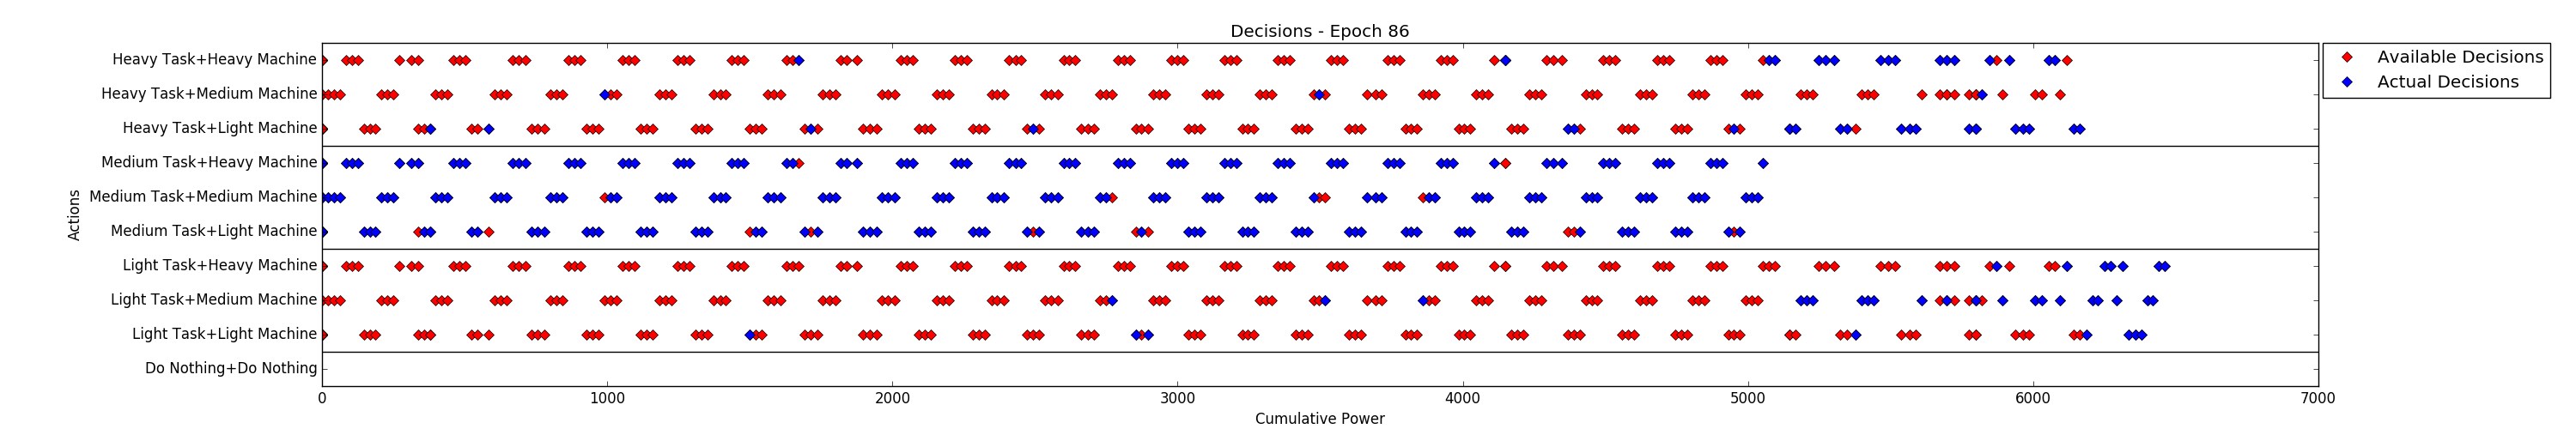 Decisions - Epoch 86
Heavy Task+Heavy Machine
Heavy Task+Medium Machine
Heavy Task+Light Machine
Medium Task+Heavy Machine
Medium Task+Medium Machine
Medium Task+Light Machine
Light Task+Heavy Machine
Light Task+Medium Machine
Light Task+Light Machine
Do Nothing+Do Nothing
Actions
0 1000 2000 3000 4000 5000 6000 7000
Cumulative Power
Available Decisions
Actual Decisions